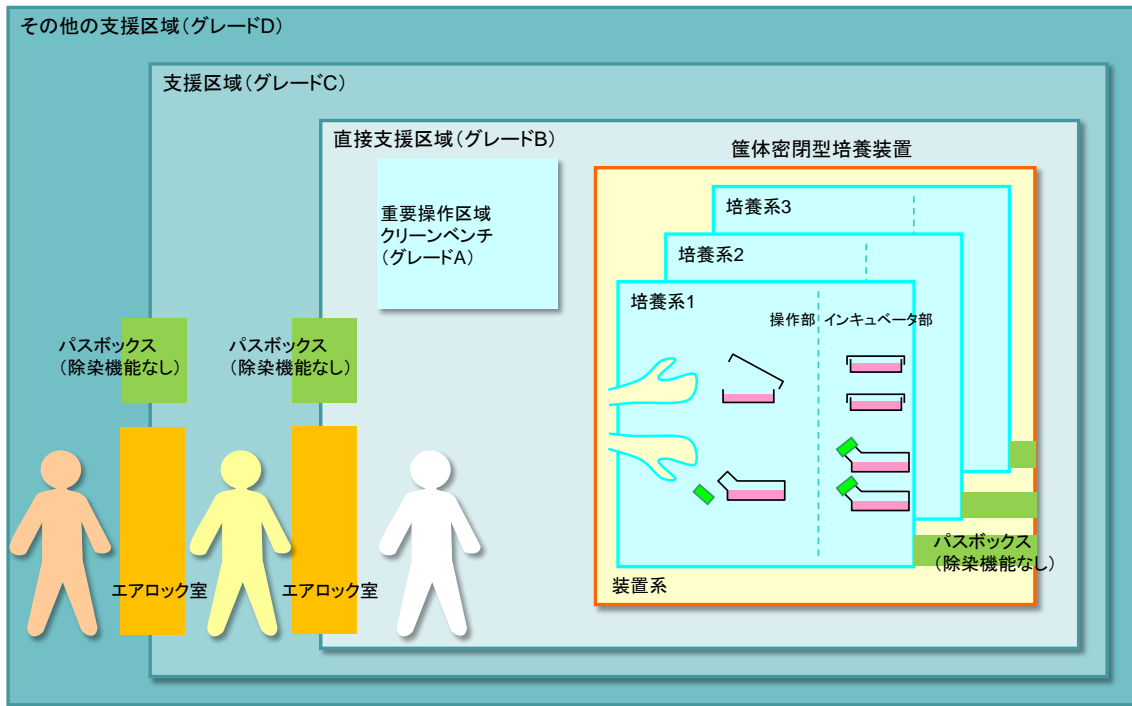 その他の支援区域(グレードD)
支援区域(グレードC)
直接支援区域(グレードB)
筐体密閉型培養装置
重要操作区域
クリーンベンチ
(グレードA)
培養系3
培養系2
培養系1
操作部
インキュベータ部
パスボックス
(除染機能なし)
パスボックス
(除染機能なし)
エアロック室
エアロック室
パスボックス
(除染機能なし)
装置系